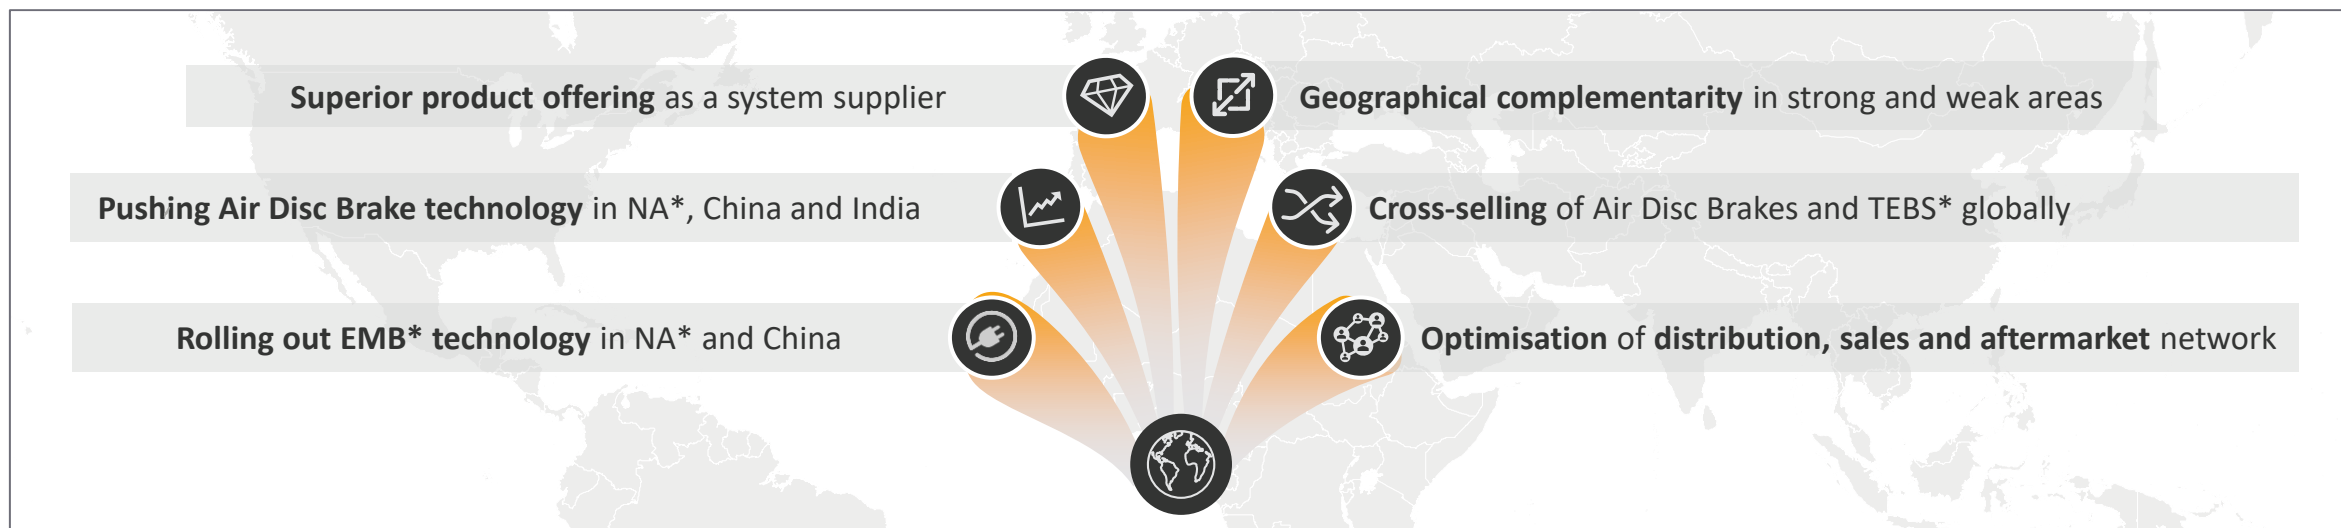 Superior product offering as a system supplier
Pushing Air Disc Brake technology in NA*, China and India
Rolling out EMB* technology in NA* and China
Geographical complementarity in strong and weak areas
Cross-selling of Air Disc Brakes and TEBS* globally
Optimisation of distribution, sales and aftermarket network